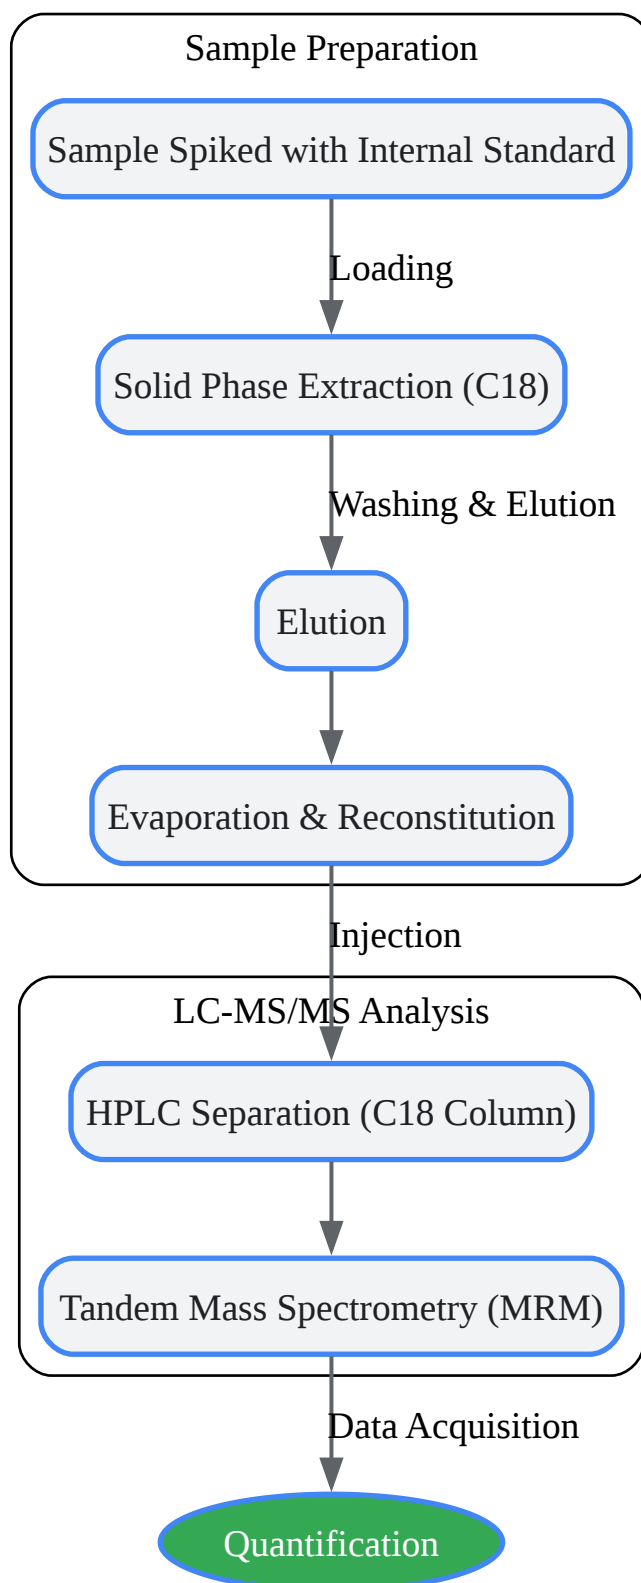 Sample Preparation
Sample Spiked with Internal Standard
Loading
Solid Phase Extraction (C18)
Washing & Elution
Elution
Evaporation & Reconstitution
Injection
LC-MS/MS Analysis
HPLC Separation (C18 Column)
Tandem Mass Spectrometry (MRM)
Data Acquisition
Quantification